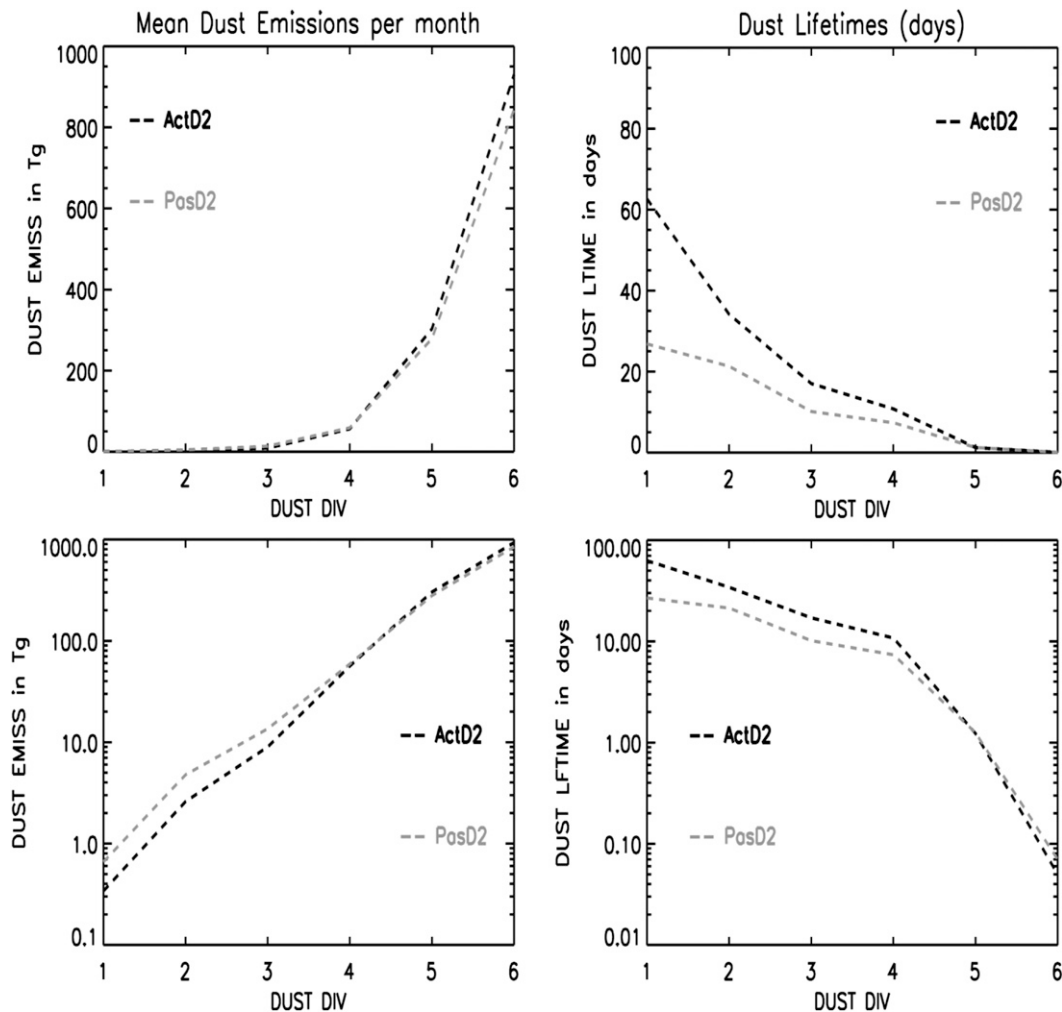 Mean Dust Emissions per month
DUST EMISS in Tg
1000
800
600
400
200
0
ActD2
PasD2
1 2 3 4 5 6
DUST DIV
Dust Lifetimes (days)
DUST LTIME in days
100
80
60
40
20
0
ActD2
PasD2
1 2 3 4 5 6
DUST DIV
DUST EMISS in Tg
1000.0
100.0
10.0
1.0
0.1
ActD2
PasD2
1 2 3 4 5 6
DUST DIV
DUST LFTIME in days
100.00
10.00
1.00
0.10
0.01
ActD2
PasD2
1 2 3 4 5 6
DUST DIV